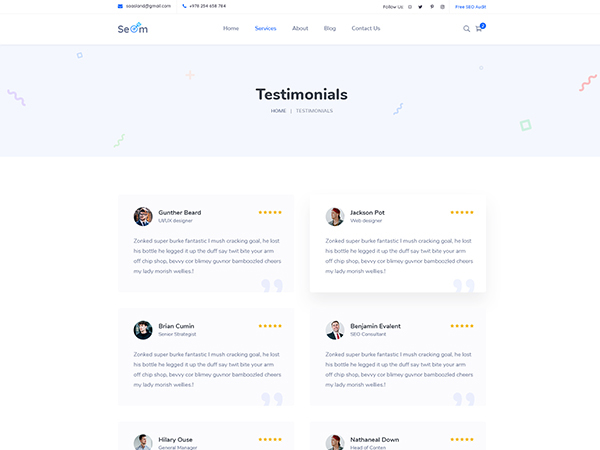 seosland@gmail.com +978 254 658 784 Follow Us: Free SEO Audit
SeOm Home Services About Blog Contact Us 2
Testimonials
HOME | TESTIMONIALS
Gunther Beard
UI/UX designer
Zonked super burke fantastic I mush cracking goal, he lost
his bottle he legged it up the duff say twit bite your arm
off chip shop, bevvy cor blimey guvnor bamboozled cheers
my lady morish wellies.!
Jackson Pot
Web designer
Zonked super burke fantastic I mush cracking goal, he lost
his bottle he legged it up the duff say twit bite your arm
off chip shop, bevvy cor blimey guvnor bamboozled cheers
my lady morish wellies.!
Brian Cumin
Senior Strategist
Zonked super burke fantastic I mush cracking goal, he lost
his bottle he legged it up the duff say twit bite your arm
off chip shop, bevvy cor blimey guvnor bamboozled cheers
my lady morish wellies.!
Benjamin Evalent
SEO Consultant
Zonked super burke fantastic I mush cracking goal, he lost
his bottle he legged it up the duff say twit bite your arm
off chip shop, bevvy cor blimey guvnor bamboozled cheers
my lady morish wellies.!
Hilary Ouse
General Manager
Nathaneal Down
Head of Conten